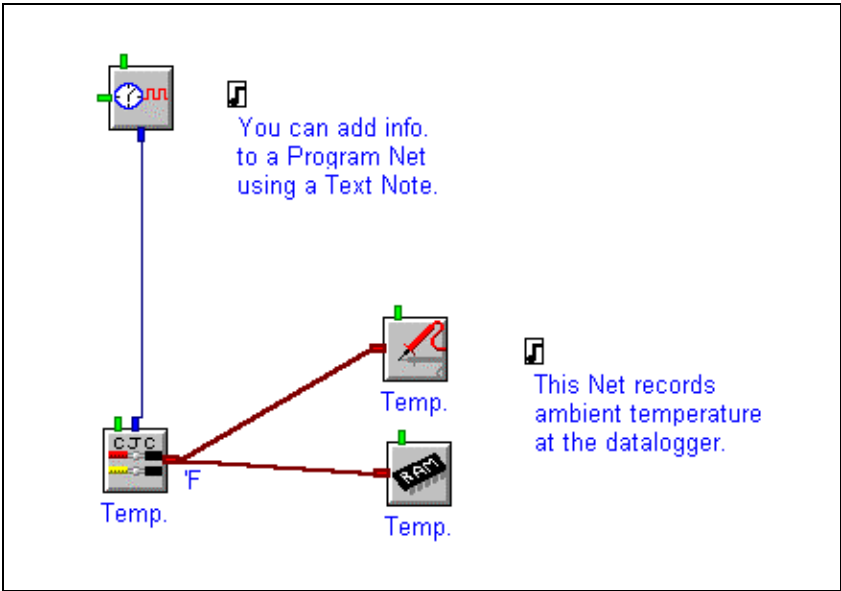 You can add info.
to a Program Net
using a Text Note.
Temp.
This Net records
ambient temperature
at the datalogger.
CJC
'F
Temp.
RAM
Temp.